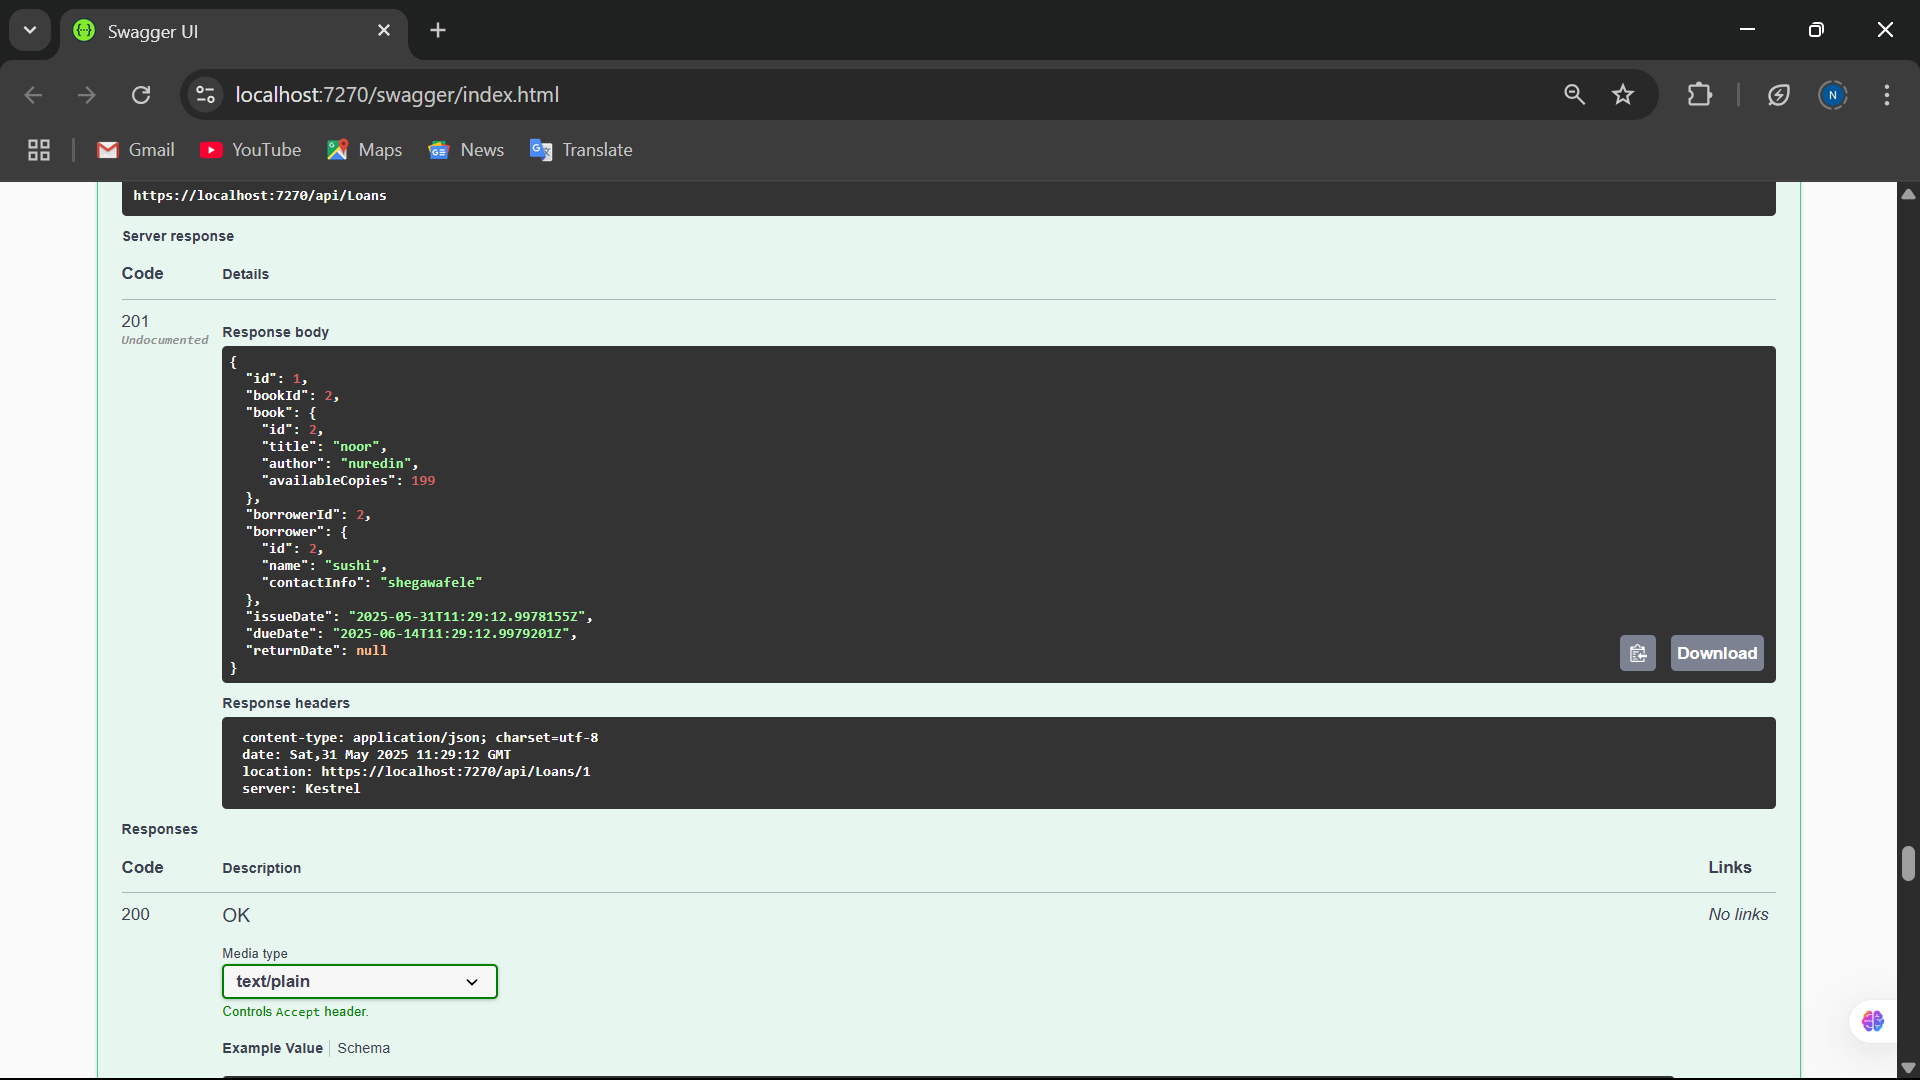 Swagger UI
localhost:7270/swagger/index.html
N
Gmail
YouTube
Maps
News
Translate
https://localhost:7270/api/Loans
Server response
Code Details
201
Undocumented
Response body
{
  "id": 1,
  "bookId": 2,
  "book": {
    "id": 2,
    "title": "noor",
    "author": "nuredin",
    "availableCopies": 199
  },
  "borrowerId": 2,
  "borrower": {
    "id": 2,
    "name": "sushi",
    "contactInfo": "shegawafele"
  },
  "issueDate": "2025-05-31T11:29:12.9978155Z",
  "dueDate": "2025-06-14T11:29:12.9979201Z",
  "returnDate": null
}
Download
Response headers
content-type: application/json; charset=utf-8
date: Sat,31 May 2025 11:29:12 GMT
location: https://localhost:7270/api/Loans/1
server: Kestrel
Responses
Code Description Links
200 OK No links
Media type
text/plain
Controls Accept header.
Example Value Schema